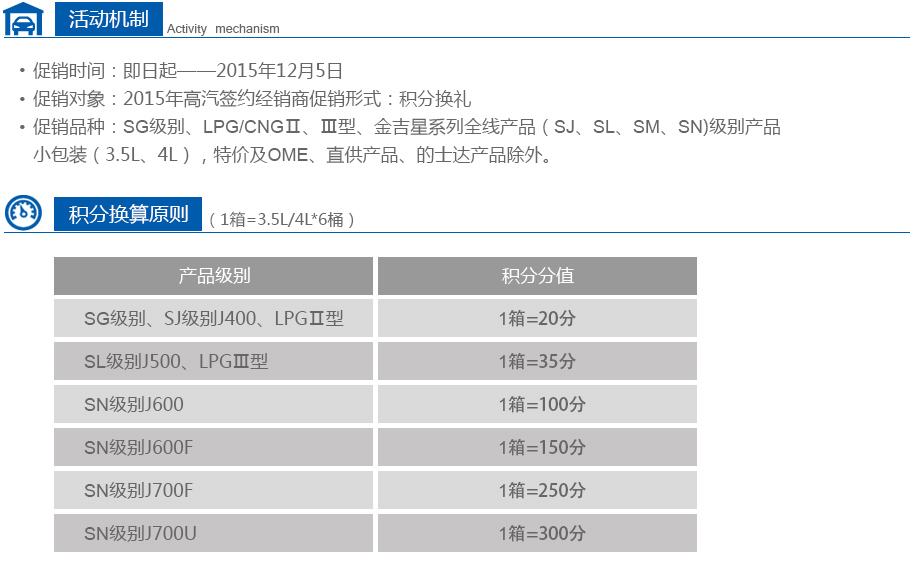 活动机制 Activity mechanism
• 促销时间：即日起——2015年12月5日
• 促销对象：2015年高汽签约经销商促销形式：积分换礼
• 促销品种：SG级别、LPG/CNGⅡ、Ⅲ型、金吉星系列全线产品（SJ、SL、SM、SN)级别产品
小包装（3.5L、4L），特价及OME、直供产品、的士达产品除外。
积分换算原则（1箱=3.5L/4L*6桶）
产品级别 积分分值
SG级别、SJ级别J400、LPGⅡ型 1箱=20分
SL级别J500、LPGⅢ型 1箱=35分
SN级别J600 1箱=100分
SN级别J600F 1箱=150分
SN级别J700F 1箱=250分
SN级别J700U 1箱=300分